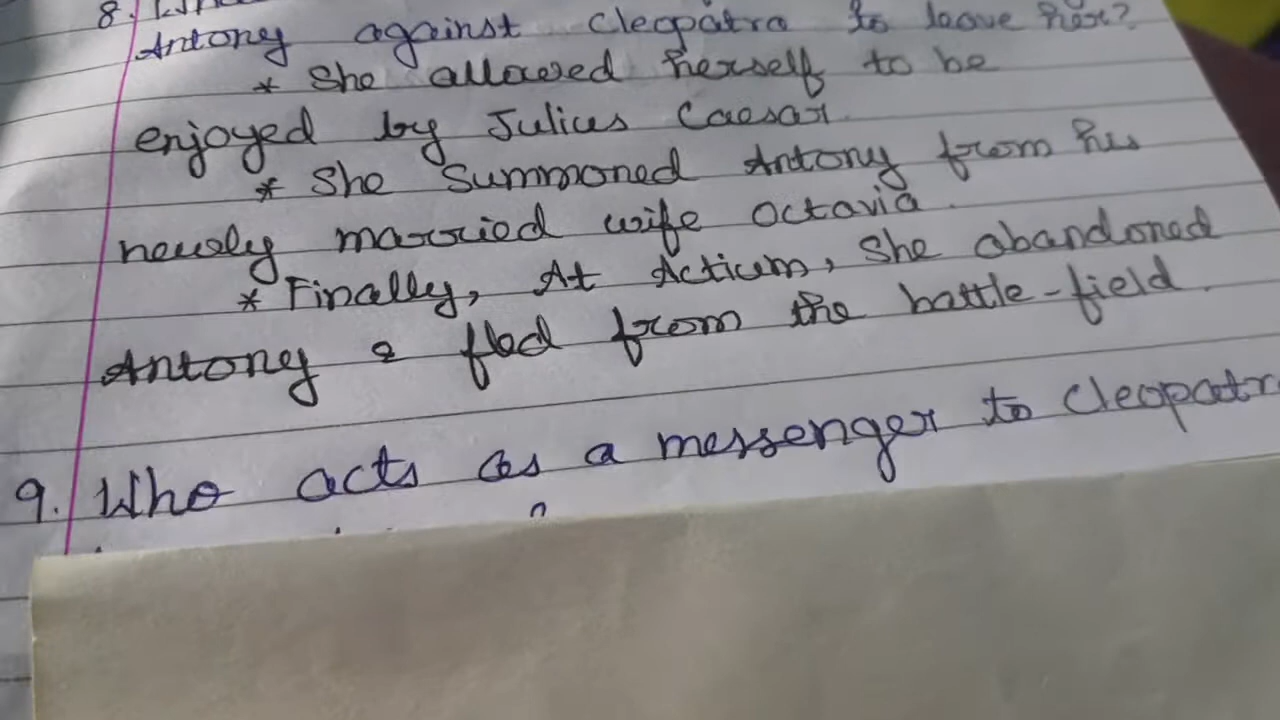 8.
Antony against Cleopatra to leave her?
* She allowed herself to be
enjoyed by Julius Caesar.
* She summoned Antony from his
newly married wife Octavia.
* Finally, At Actium, She abandoned
Antony & fled from the battle-field.
9. Who acts as a messenger to Cleopatr